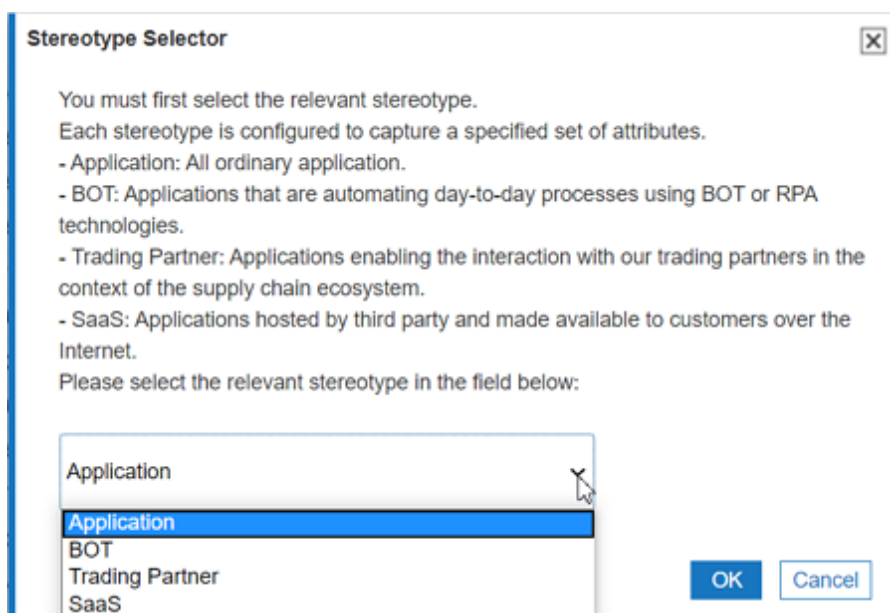 Stereotype Selector
You must first select the relevant stereotype.
Each stereotype is configured to capture a specified set of attributes.
- Application: All ordinary application.
- BOT: Applications that are automating day-to-day processes using BOT or RPA
technologies.
- Trading Partner: Applications enabling the interaction with our trading partners in the
context of the supply chain ecosystem.
- SaaS: Applications hosted by third party and made available to customers over the
Internet.
Please select the relevant stereotype in the field below:
Application
Application
BOT
Trading Partner
SaaS
OK Cancel